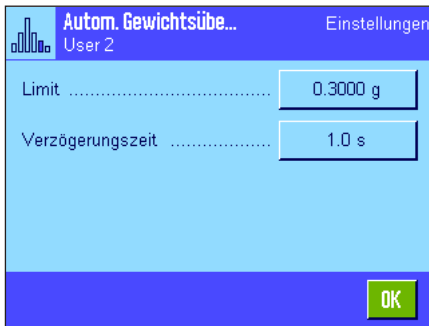 Autom. Gewichtsübe... Einstellungen
User 2
Limit ..................................... 0.3000 g
Verzögerungszeit ................... 1.0 s
OK